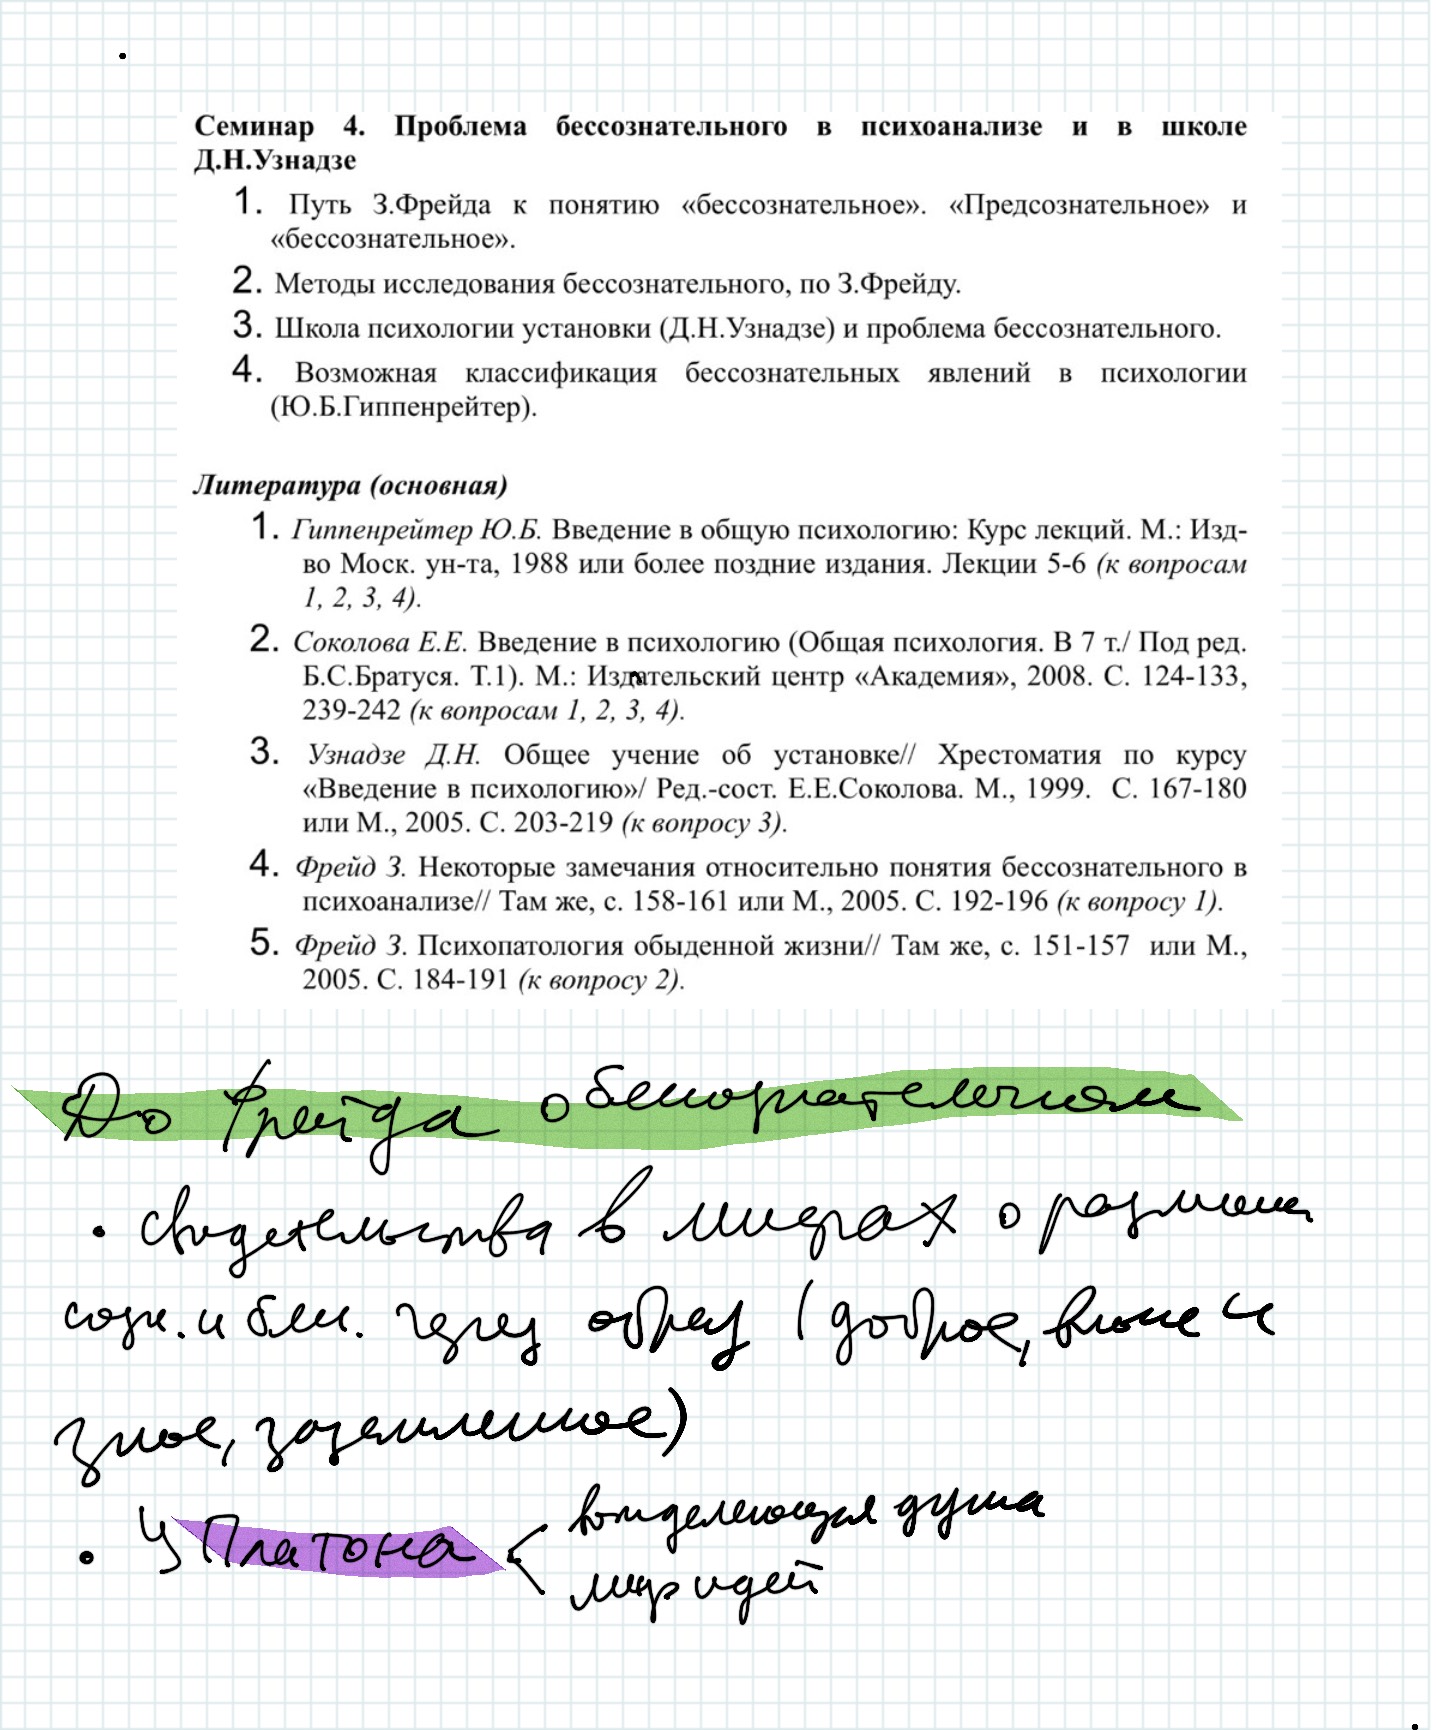 Семинар 4. Проблема бессознательного в психоанализе и в школе
Д.Н.Узнадзе
1. Путь З.Фрейда к понятию «бессознательное». «Предсознательное» и
«бессознательное».
2. Методы исследования бессознательного, по З.Фрейду.
3. Школа психологии установки (Д.Н.Узнадзе) и проблема бессознательного.
4. Возможная классификация бессознательных явлений в психологии
(Ю.Б.Гиппенрейтер).
Литература (основная)
1. Гиппенрейтер Ю.Б. Введение в общую психологию: Курс лекций. М.: Изд-
во Моск. ун-та, 1988 или более поздние издания. Лекции 5-6 (к вопросам
1, 2, 3, 4).
2. Соколова Е.Е. Введение в психологию (Общая психология. В 7 т./ Под ред.
Б.С.Братуся. Т.1). М.: Издательский центр «Академия», 2008. С. 124-133,
239-242 (к вопросам 1, 2, 3, 4).
3. Узнадзе Д.Н. Общее учение об установке// Хрестоматия по курсу
«Введение в психологию»/ Ред.-сост. Е.Е.Соколова. М., 1999. С. 167-180
или М., 2005. С. 203-219 (к вопросу 3).
4. Фрейд З. Некоторые замечания относительно понятия бессознательного в
психоанализе// Там же, с. 158-161 или М., 2005. С. 192-196 (к вопросу 1).
5. Фрейд З. Психопатология обыденной жизни// Там же, с. 151-157 или М.,
2005. С. 184-191 (к вопросу 2).
До Фрейда о бессознательном
• свидетельства в мифах о
созн. и бсс. через образ (доброе, и
злое, заземленное)
• У Платона < вожделеющая душа
мир идей